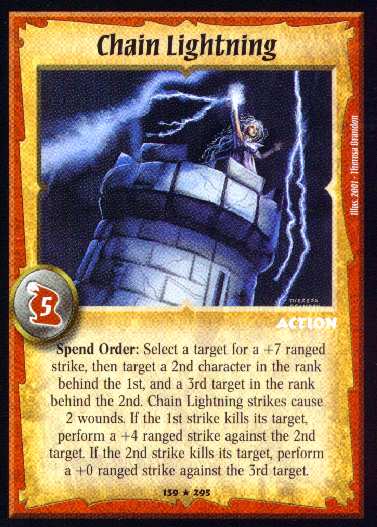 Chain Lightning
Illus. 2001 - Theresa Brandon
THERESA
BRANDON
5
ACTION
Spend Order: Select a target for a +7 ranged
strike, then target a 2nd character in the rank
behind the 1st, and a 3rd target in the rank
behind the 2nd. Chain Lightning strikes cause
2 wounds. If the 1st strike kills its target,
perform a +4 ranged strike against the 2nd
target. If the 2nd strike kills its target, perform
a +0 ranged strike against the 3rd target.
139 ★ 295